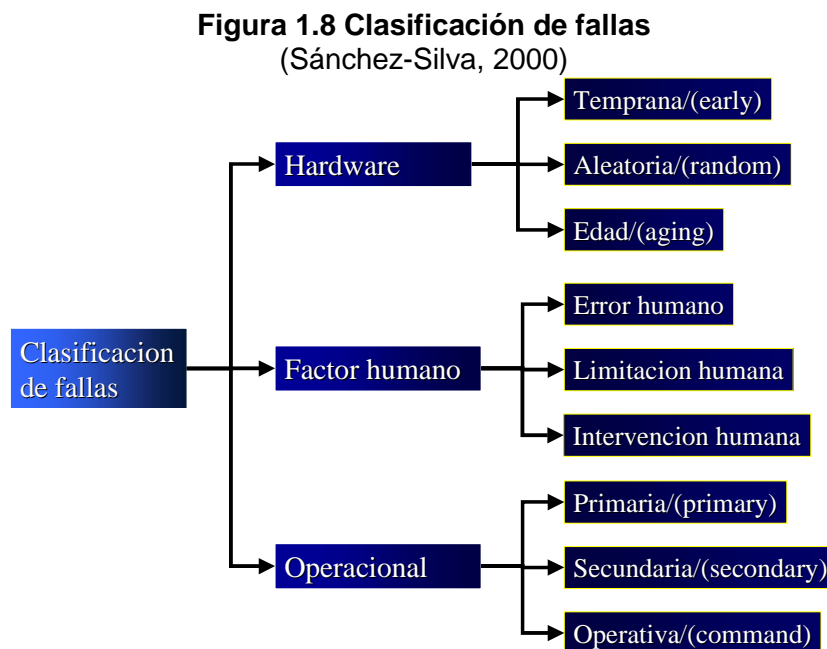 Figura 1.8 Clasificación de fallas
(Sánchez-Silva, 2000)
Temprana/(early)
Hardware
Aleatoria/(random)
Edad/(aging)
Error humano
Clasificacion
de fallas
Factor humano
Limitacion humana
Intervencion humana
Primaria/(primary)
Operacional
Secundaria/(secondary)
Operativa/(command)